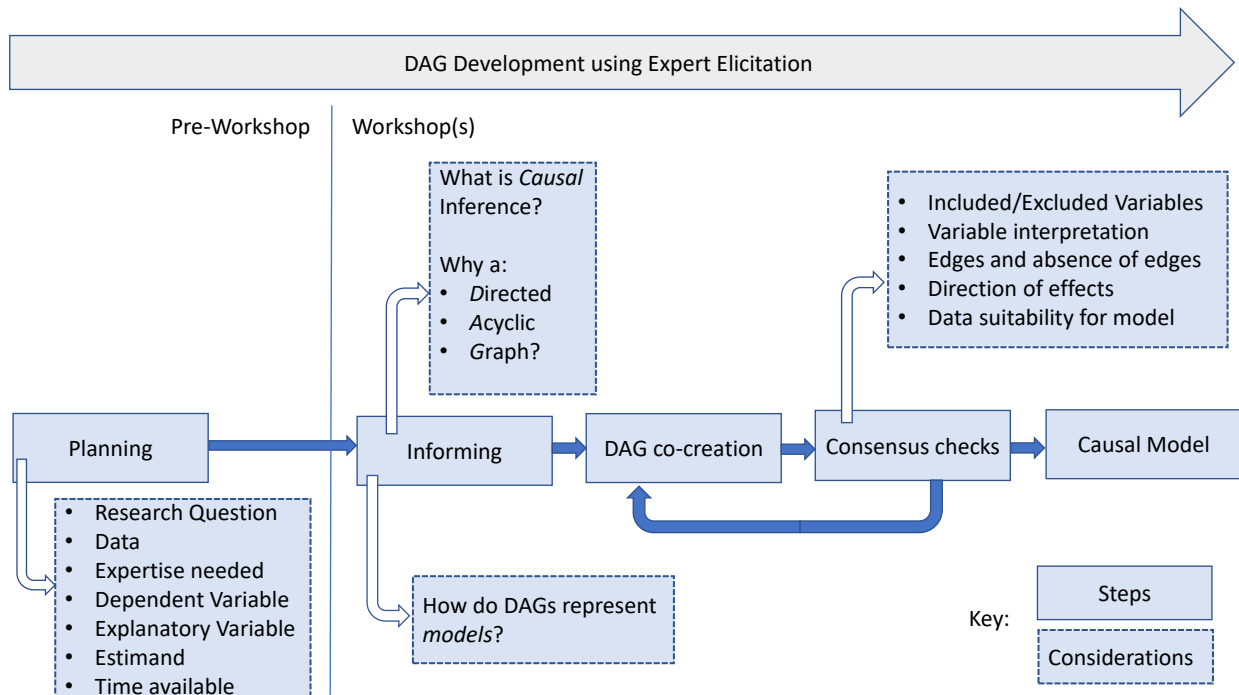 DAG Development using Expert Elicitation
Pre-Workshop
Workshop(s)
What is Causal
Inference?
Why a:
• Directed
• Acyclic
• Graph?
• Included/Excluded Variables
• Variable interpretation
• Edges and absence of edges
• Direction of effects
• Data suitability for model
Planning
Informing
DAG co-creation
Consensus checks
Causal Model
• Research Question
• Data
• Expertise needed
• Dependent Variable
• Explanatory Variable
• Estimand
• Time available
How do DAGs represent
models?
Key:
Steps
Considerations